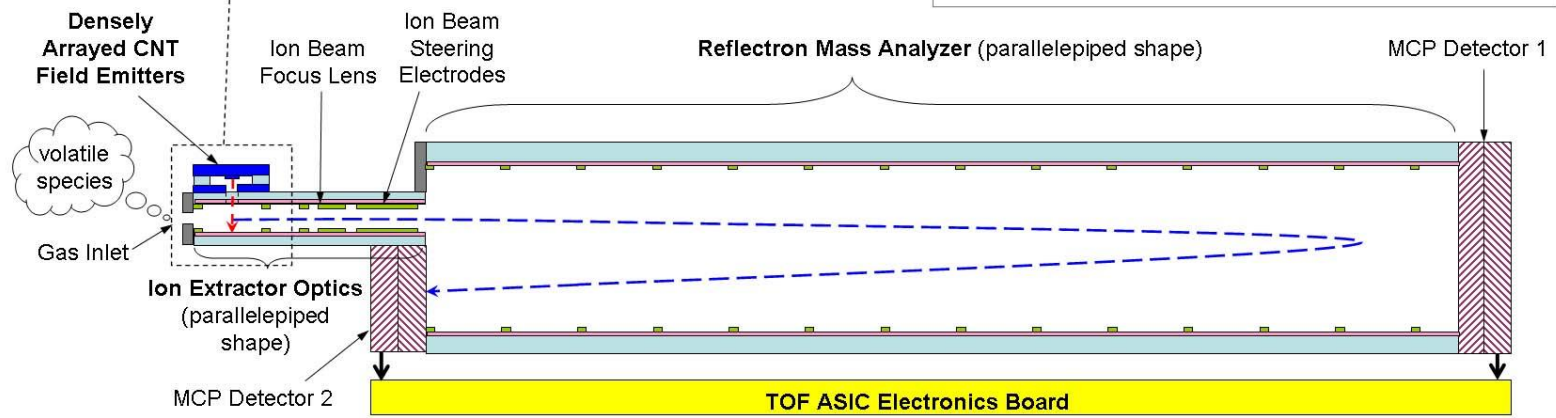 Densely
Arrayed CNT
Field Emitters
Ion Beam
Focus Lens
Ion Beam
Steering
Electrodes
Reflectron Mass Analyzer (parallelepiped shape)
MCP Detector 1
volatile
species
Gas Inlet
Ion Extractor Optics
(parallelepiped
shape)
MCP Detector 2
TOF ASIC Electronics Board